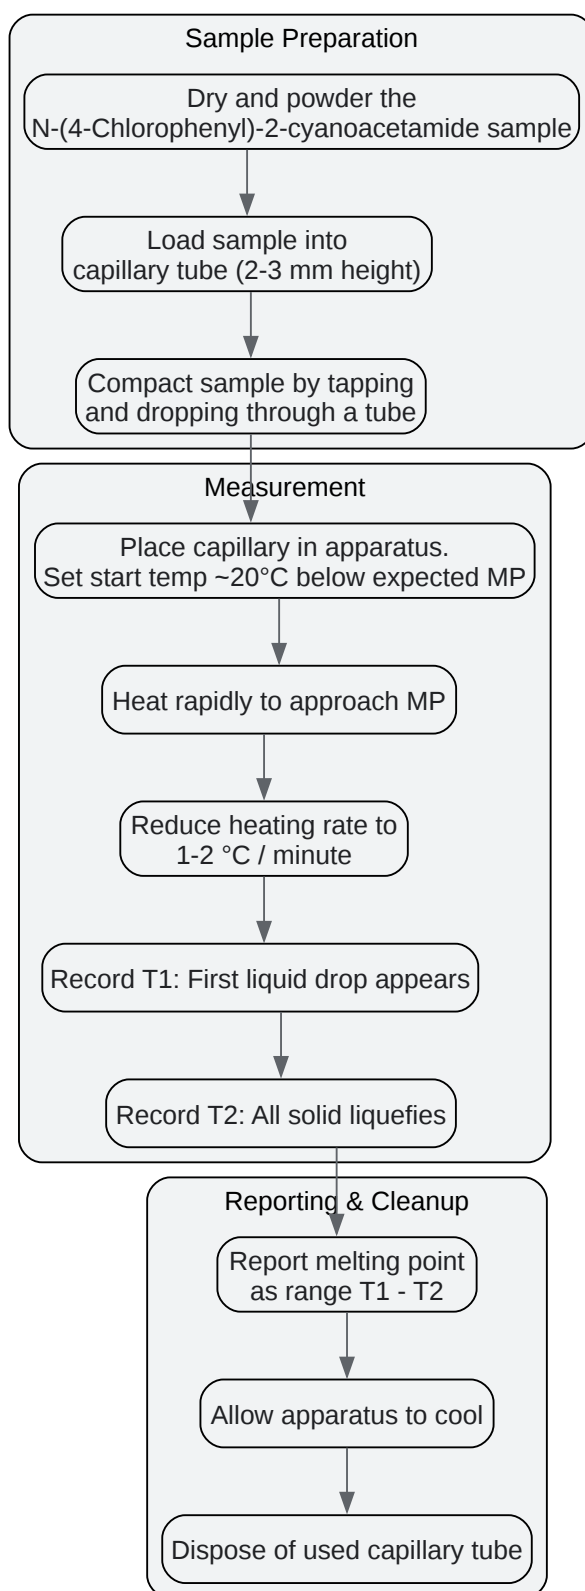 Sample Preparation
Dry and powder the
N-(4-Chlorophenyl)-2-cyanoacetamide sample
Load sample into
capillary tube (2-3 mm height)
Compact sample by tapping
and dropping through a tube
Measurement
Place capillary in apparatus.
Set start temp ~20°C below expected MP
Heat rapidly to approach MP
Reduce heating rate to
1-2 °C / minute
Record T1: First liquid drop appears
Record T2: All solid liquefies
Reporting & Cleanup
Report melting point
as range T1 - T2
Allow apparatus to cool
Dispose of used capillary tube